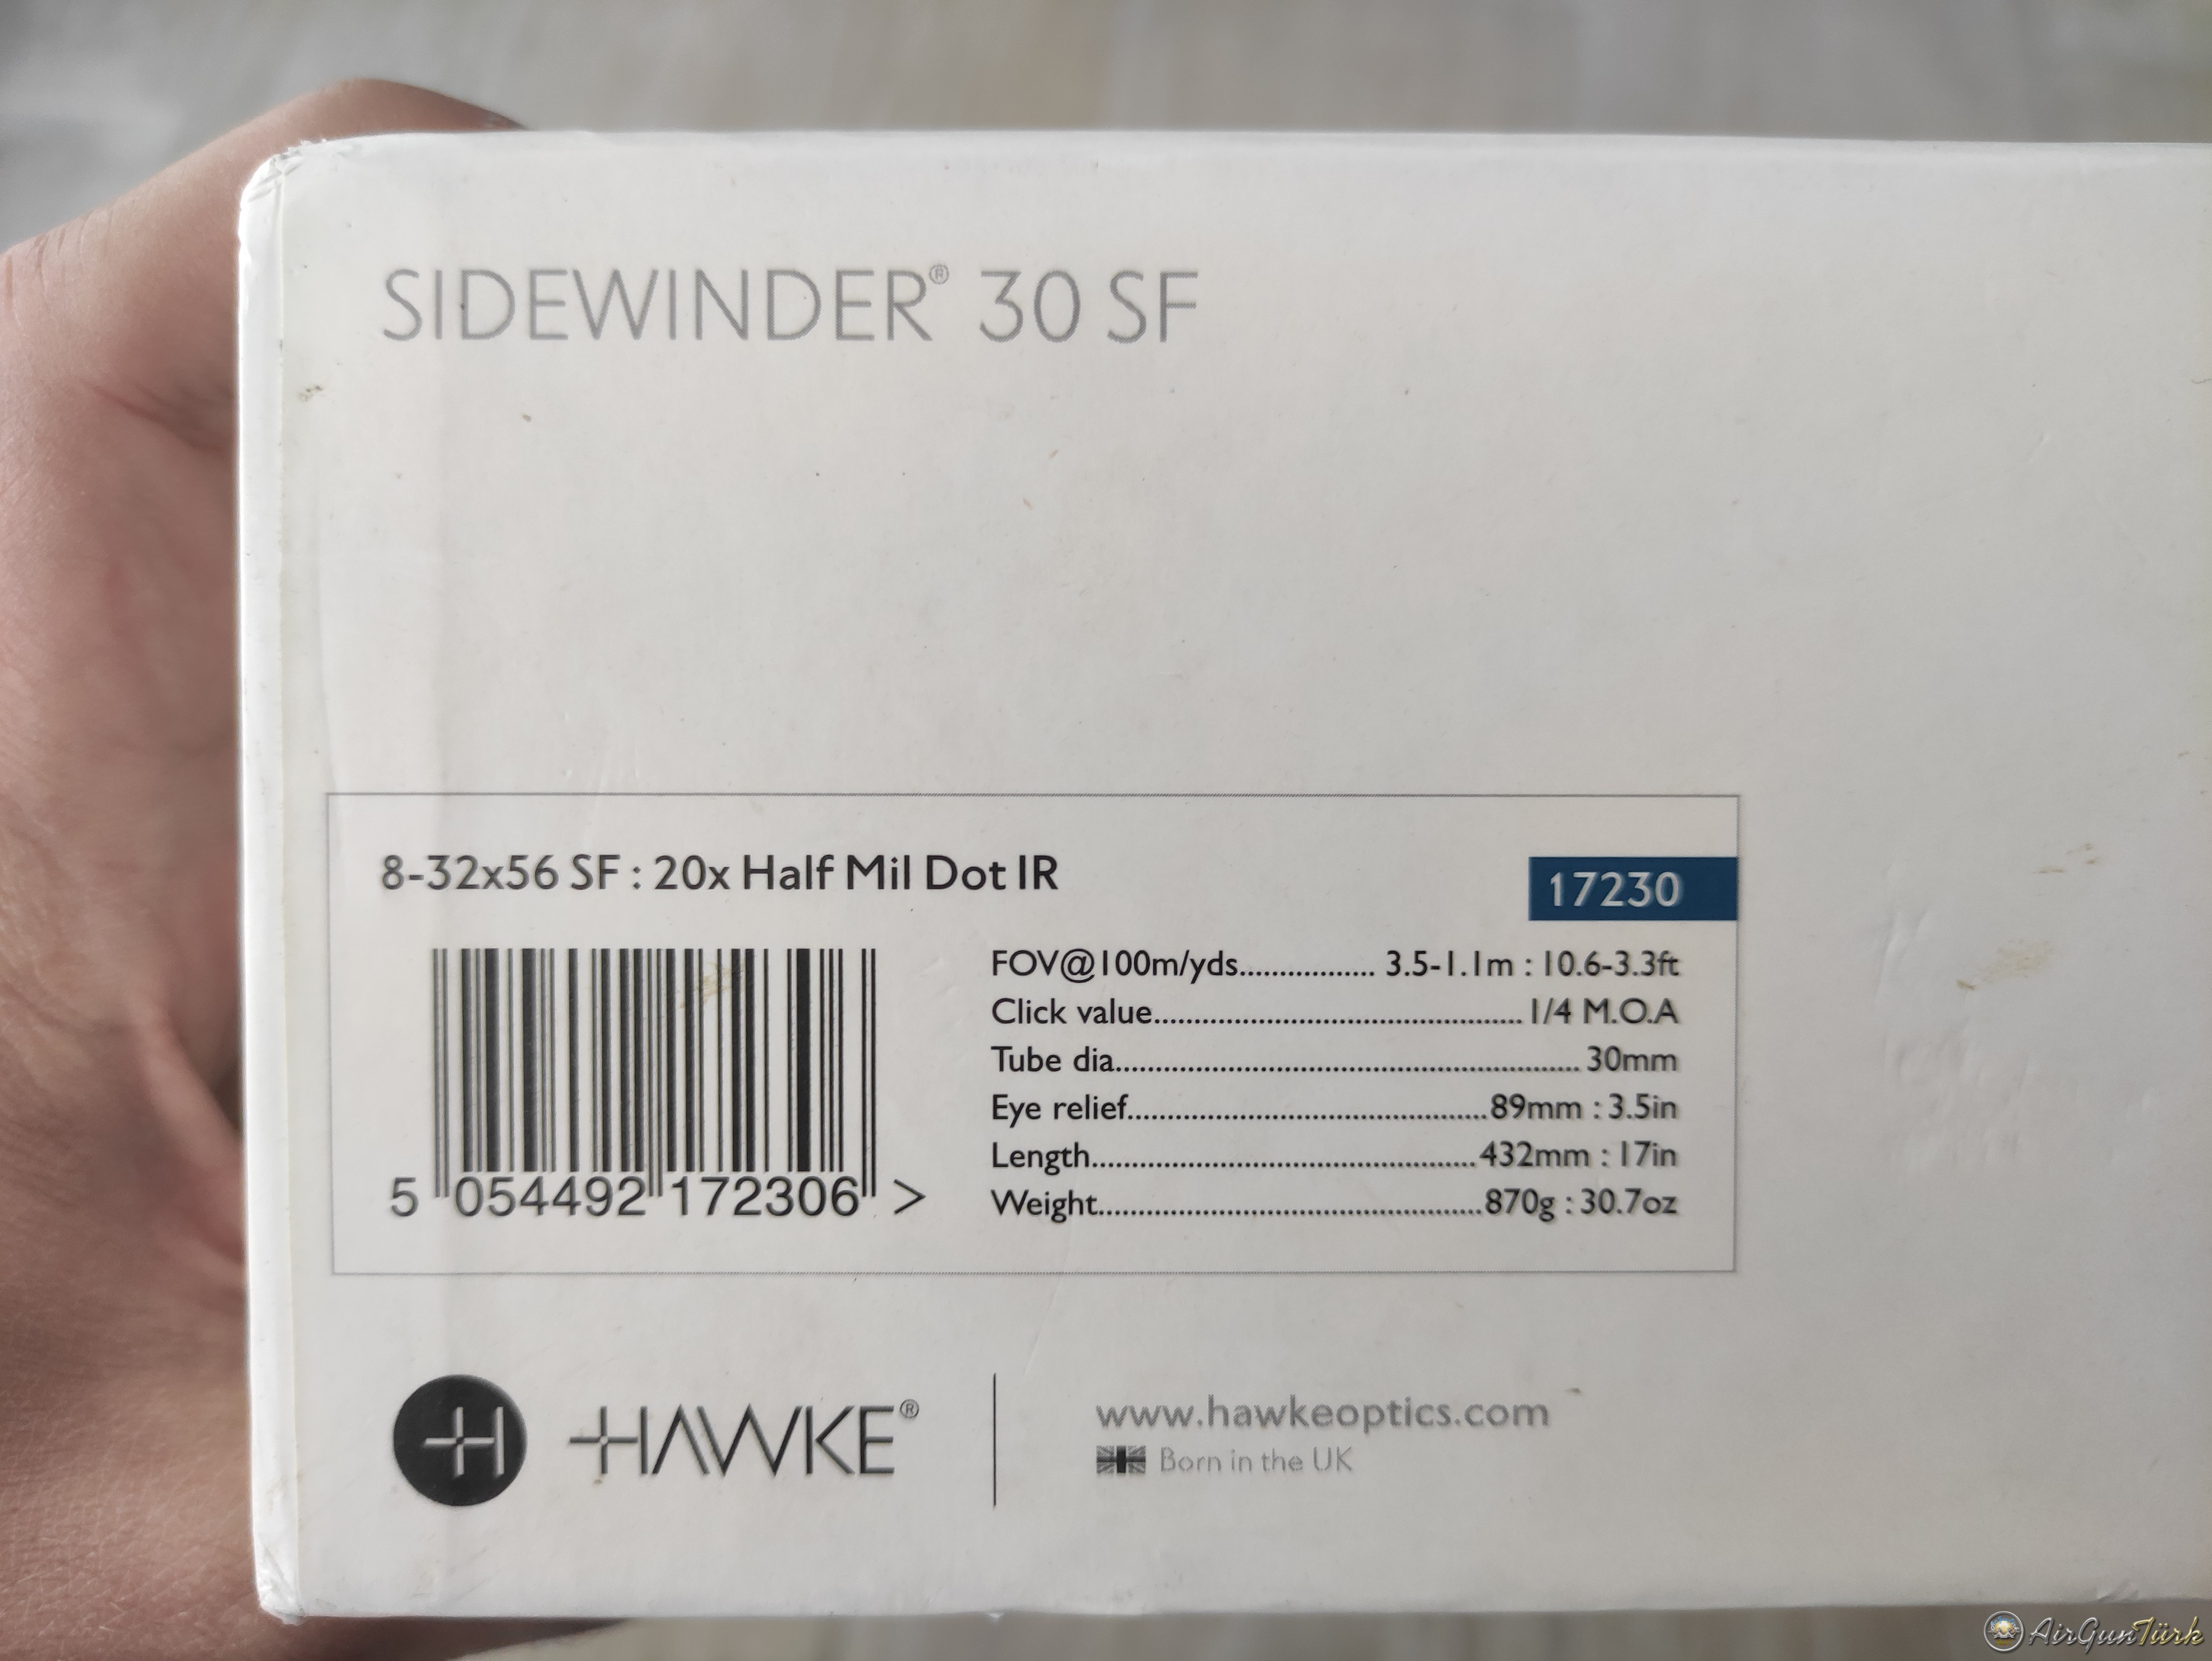 SIDEWINDER® 30 SF
8-32x56 SF : 20x Half Mil Dot IR
17230
FOV@100m/yds................ 3.5-1.1m : 10.6-3.3ft
Click value............................................ 1/4 M.O.A
Tube dia........................................................ 30mm
Eye relief...........................................89mm : 3.5in
Length..............................................432mm : 17in
Weight..............................................870g : 30.7oz
5 054492 172306 >
H HAWKE®
www.hawkeoptics.com
Born in the UK
AirGunTürk